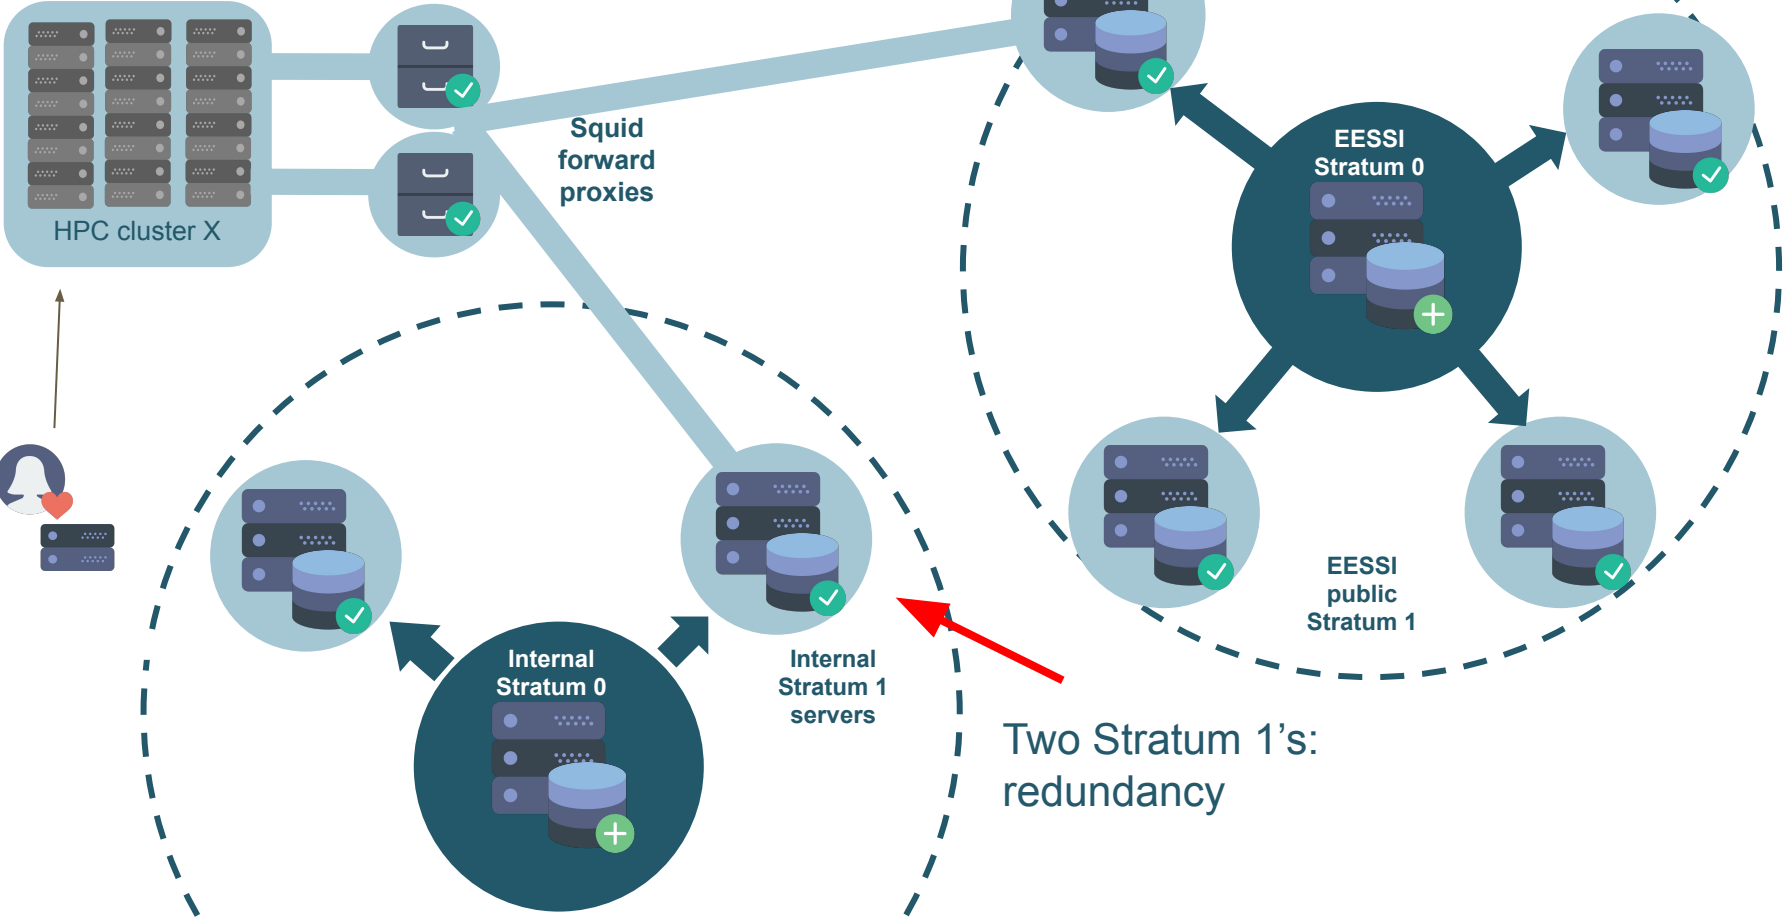 Squid
forward
proxies
HPC cluster X
EESSI
Stratum 0
EESSI
public
Stratum 1
Internal
Stratum 0
Internal
Stratum 1
servers
Two Stratum 1’s:
redundancy